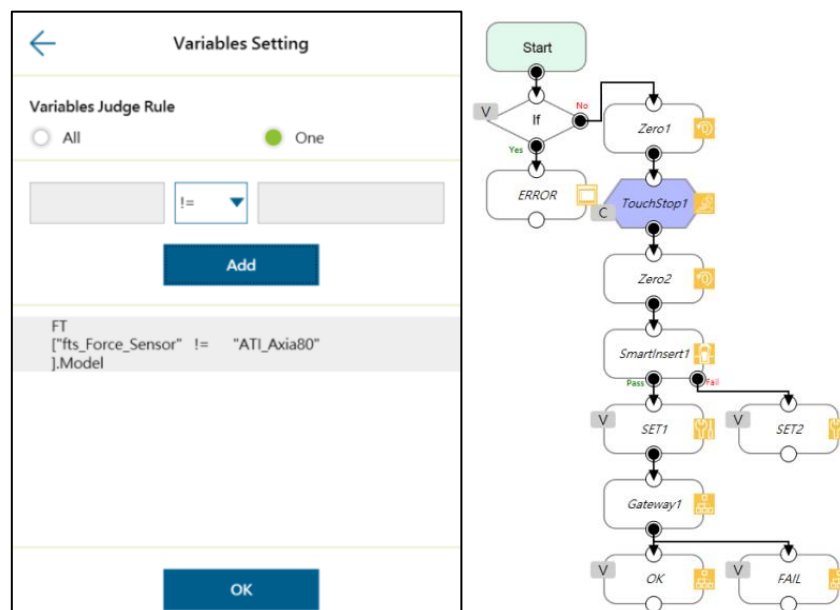 Variables Setting
Variables Judge Rule
All
One
!=
Add
FT
["fts_Force_Sensor" != "ATI_Axia80"
].Model
OK
Start
V
If
No
Yes
Zero1
ERROR
C
TouchStop1
Zero2
SmartInsert1
Pass
Fail
V
SET1
V
SET2
Gateway1
V
OK
V
FAIL